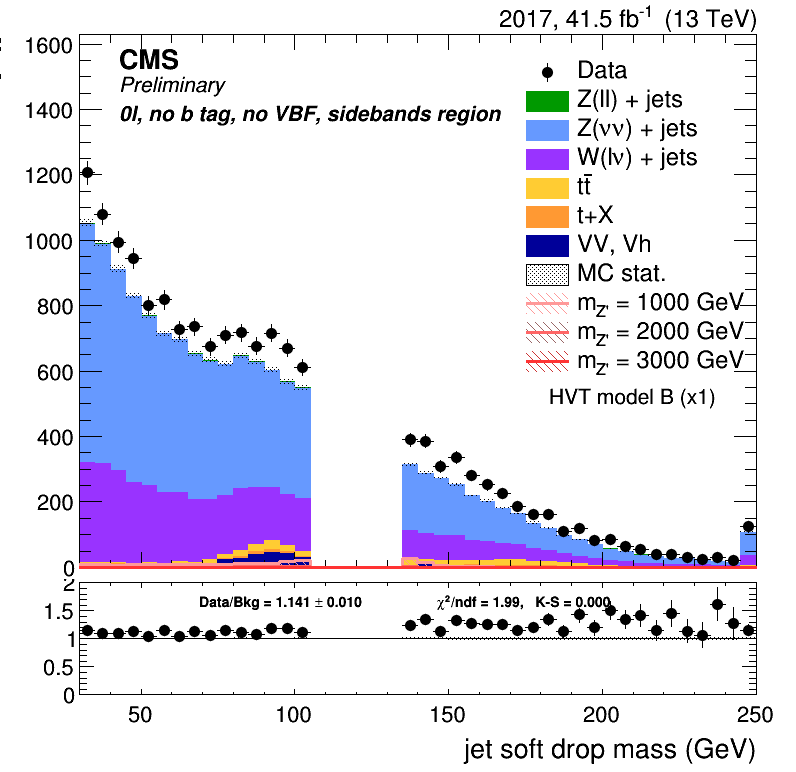 2017, 41.5 fb⁻¹ (13 TeV)
CMS
Preliminary
0l, no b tag, no VBF, sidebands region
Data
Z(ll) + jets
Z(νν) + jets
W(lν) + jets
tt̄
t+X
VV, Vh
MC stat.
m_Z' = 1000 GeV
m_Z' = 2000 GeV
m_Z' = 3000 GeV
HVT model B (x1)
1600
1400
1200
1000
800
600
400
200
0
Data/Bkg = 1.141 ± 0.010
χ²/ndf = 1.99, K-S = 0.000
2
1.5
1
0.5
0
50 100 150 200 250
jet soft drop mass (GeV)